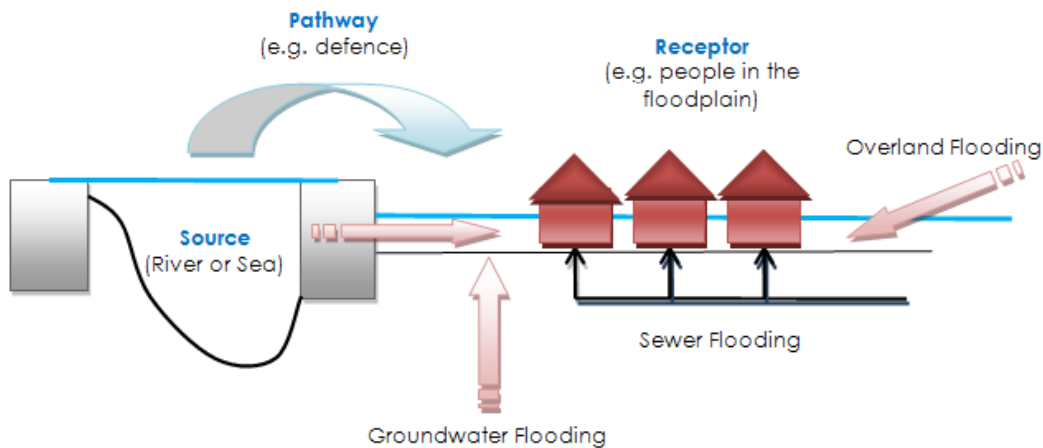 Pathway
(e.g. defence)
Receptor
(e.g. people in the
floodplain)
Overland Flooding
Source
(River or Sea)
Sewer Flooding
Groundwater Flooding